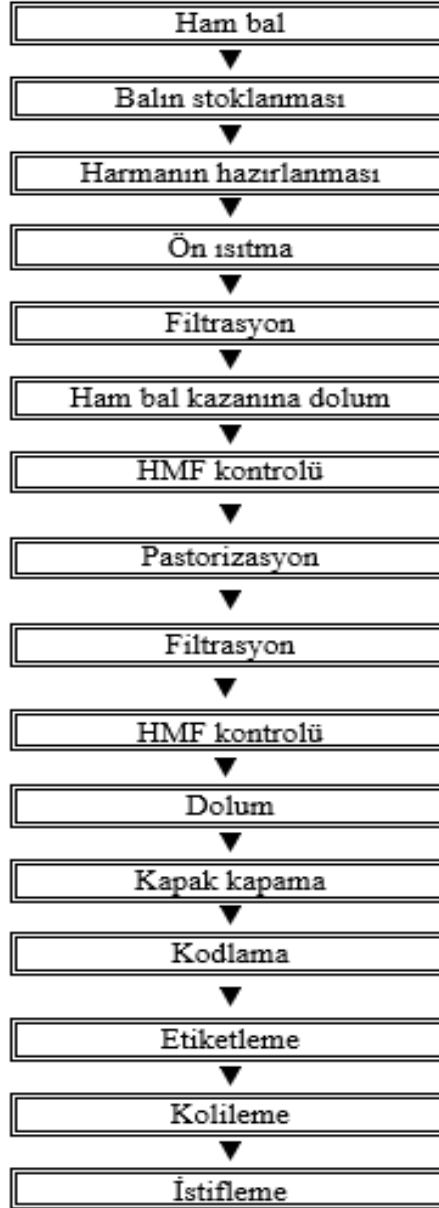 Ham bal
Balın stoklanması
Harmanın hazırlanması
Ön ısıtma
Filtrasyon
Ham bal kazanına dolum
HMF kontrolü
Pastorizasyon
Filtrasyon
HMF kontrolü
Dolum
Kapak kapama
Kodlama
Etiketleme
Kolileme
İstifleme